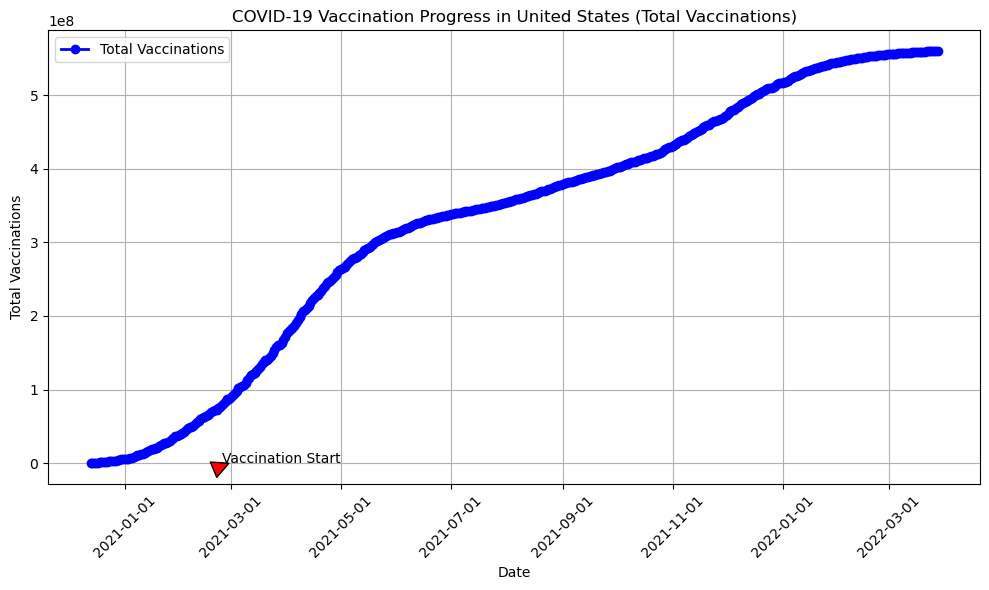 COVID-19 Vaccination Progress in United States (Total Vaccinations)
1e8
Total Vaccinations
5
4
3
2
1
0
Total Vaccinations
Vaccination Start
2021-01-01
2021-03-01
2021-05-01
2021-07-01
2021-09-01
2021-11-01
2022-01-01
2022-03-01
Date